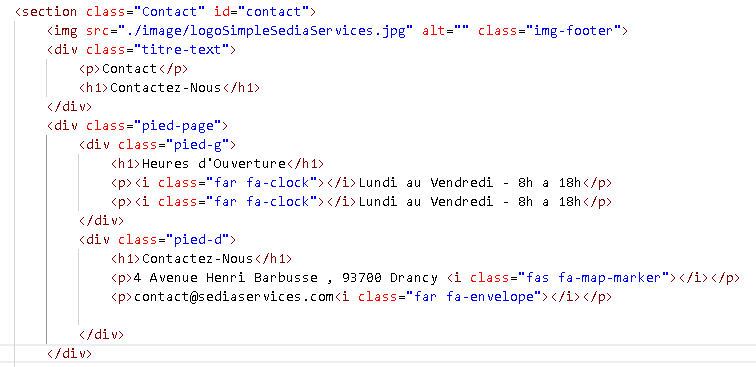 <section class="Contact" id="contact">
<img src="./image/logoSimpleSediaServices.jpg" alt="" class="img-footer">
<div class="titre-text">
<p>Contact</p>
<h1>Contactez-Nous</h1>
</div>
<div class="pied-page">
<div class="pied-g">
<h1>Heures d'Ouverture</h1>
<p><i class="far fa-clock"></i>Lundi au Vendredi - 8h a 18h</p>
<p><i class="far fa-clock"></i>Lundi au Vendredi - 8h a 18h</p>
</div>
<div class="pied-d">
<h1>Contactez-Nous</h1>
<p>4 Avenue Henri Barbusse , 93700 Drancy <i class="fas fa-map-marker"></i></p>
<p>contact@sediaservices.com<i class="far fa-envelope"></i></p>
</div>
</div>